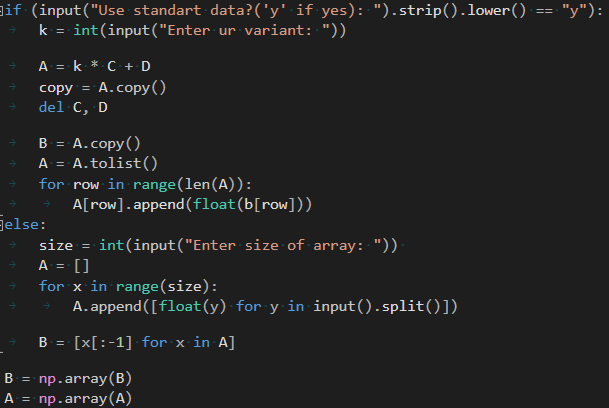 if (input("Use standart data?('y' if yes): ").strip().lower() == "y"):
    k = int(input("Enter ur variant: "))

    A = k * C + D
    copy = A.copy()
    del C, D

    B = A.copy()
    A = A.tolist()
    for row in range(len(A)):
        A[row].append(float(b[row]))
else:
    size = int(input("Enter size of array: "))
    A = []
    for x in range(size):
        A.append([float(y) for y in input().split()])

    B = [x[:-1] for x in A]

B = np.array(B)
A = np.array(A)